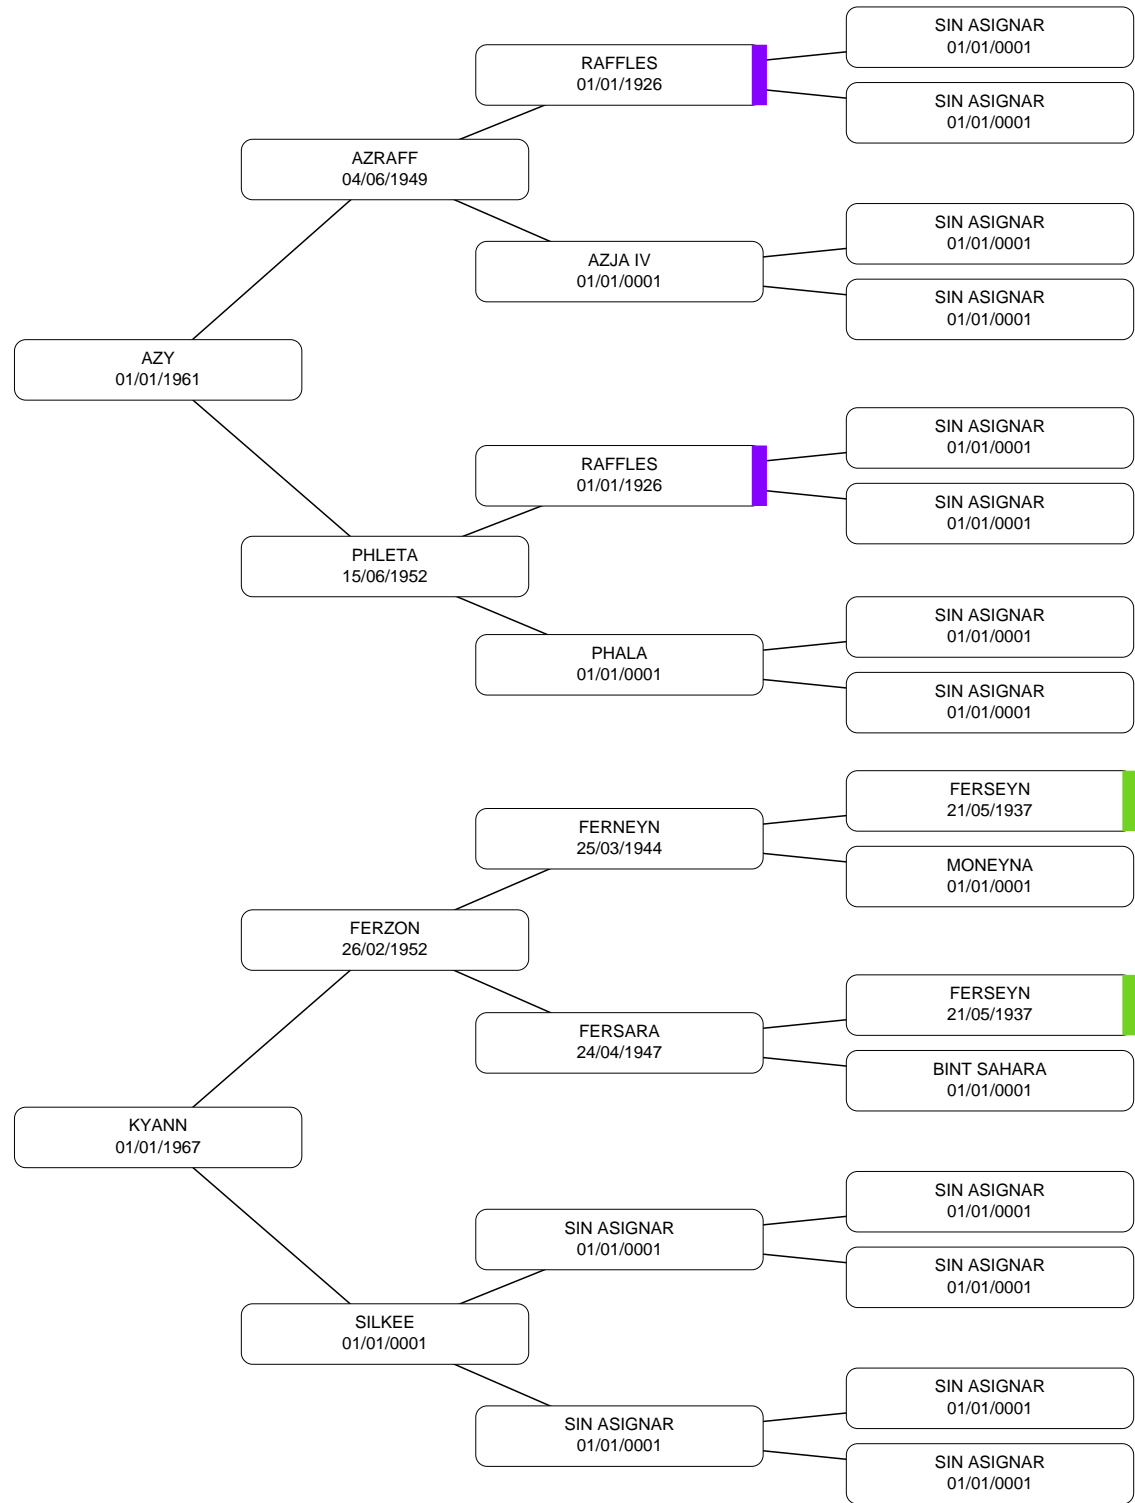 SIN ASIGNAR
01/01/0001
RAFFLES
01/01/1926
SIN ASIGNAR
01/01/0001
AZRAFF
04/06/1949
SIN ASIGNAR
01/01/0001
AZJA IV
01/01/0001
SIN ASIGNAR
01/01/0001
AZY
01/01/1961
SIN ASIGNAR
01/01/0001
RAFFLES
01/01/1926
SIN ASIGNAR
01/01/0001
PHLETA
15/06/1952
SIN ASIGNAR
01/01/0001
PHALA
01/01/0001
SIN ASIGNAR
01/01/0001
FERSEYN
21/05/1937
FERNEYN
25/03/1944
MONEYNA
01/01/0001
FERZON
26/02/1952
FERSEYN
21/05/1937
FERSARA
24/04/1947
BINT SAHARA
01/01/0001
KYANN
01/01/1967
SIN ASIGNAR
01/01/0001
SIN ASIGNAR
01/01/0001
SIN ASIGNAR
01/01/0001
SILKEE
01/01/0001
SIN ASIGNAR
01/01/0001
SIN ASIGNAR
01/01/0001
SIN ASIGNAR
01/01/0001